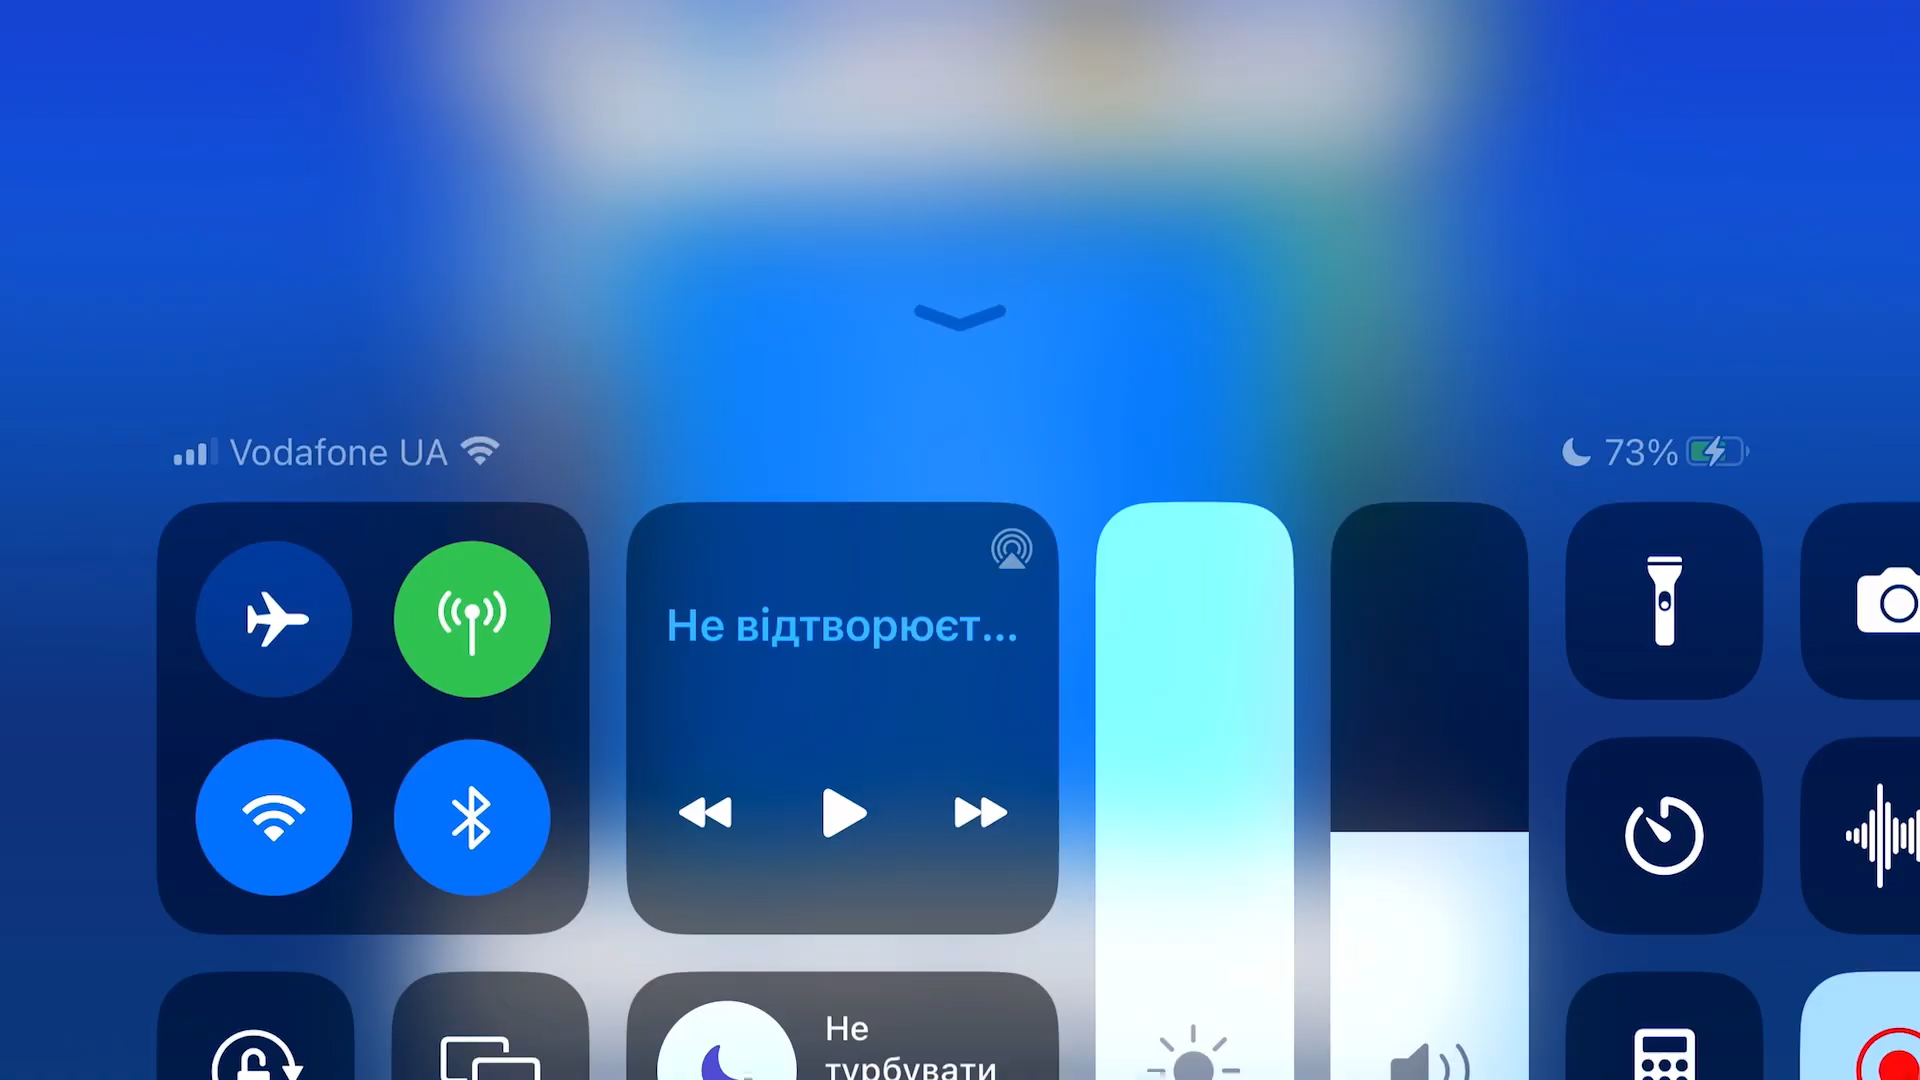 Vodafone UA
73%
Не відтворюєт...
Не
турбувати